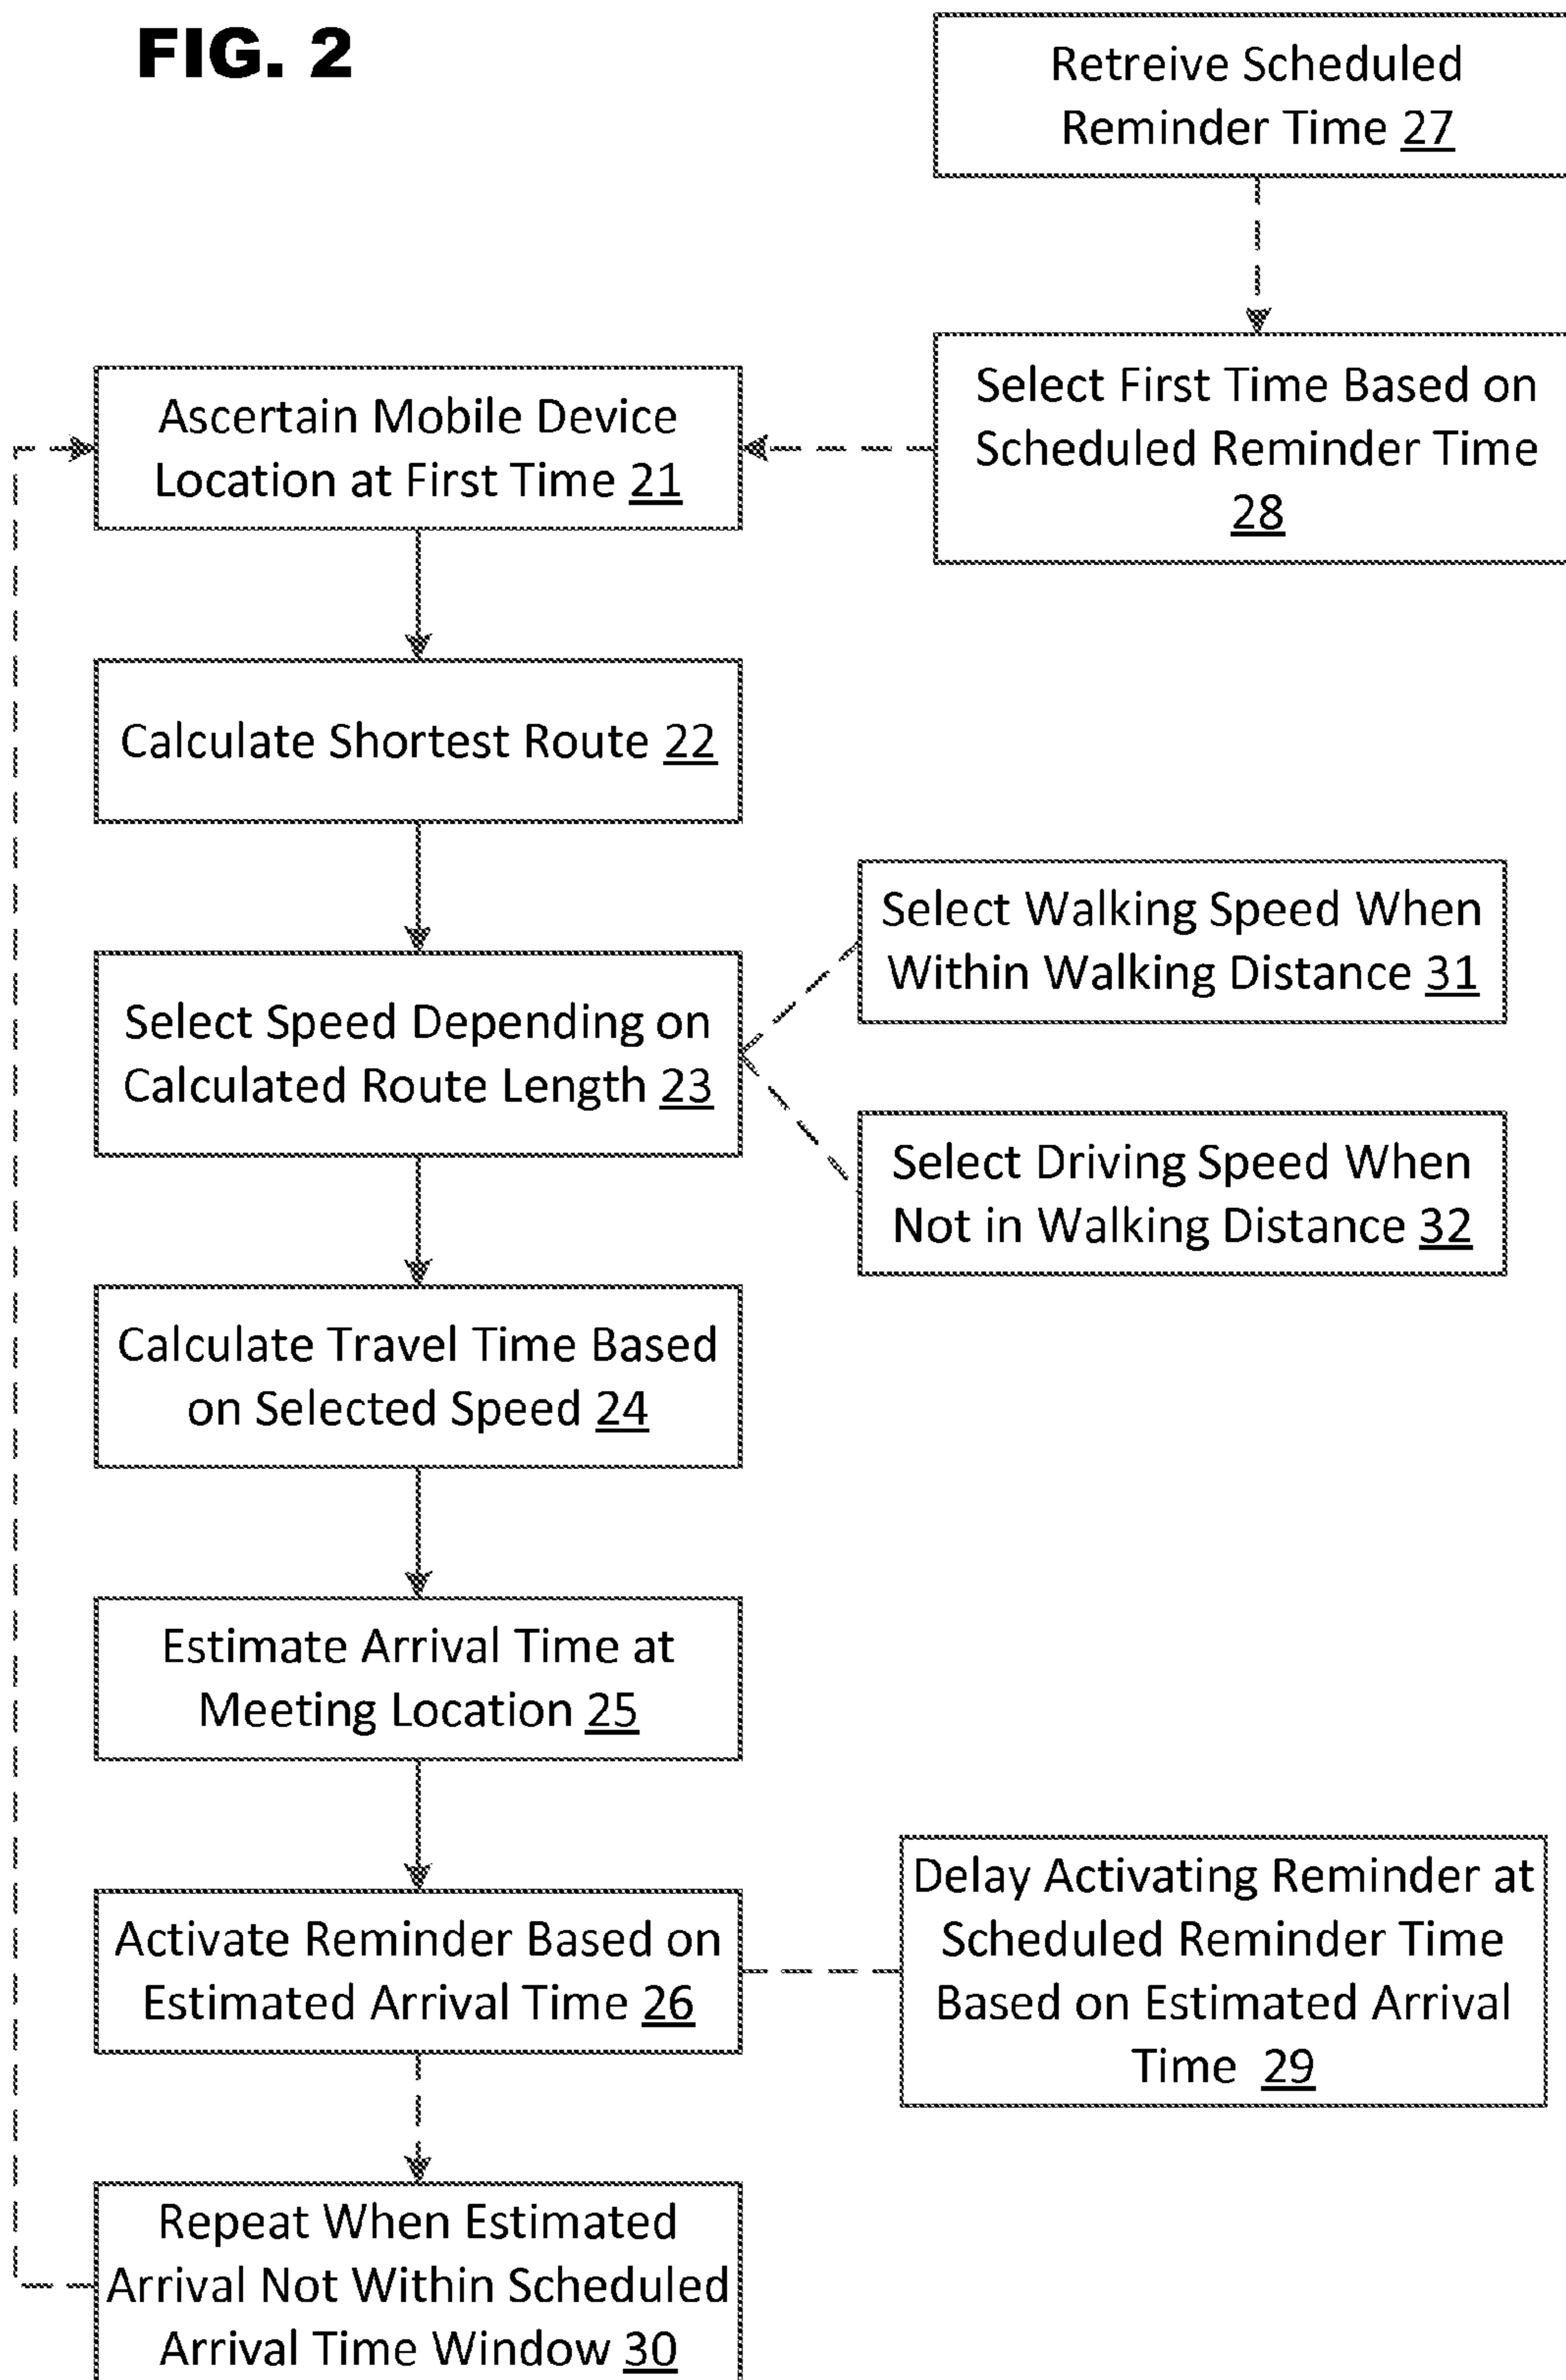 FIG. 2
Retreive Scheduled
Reminder Time 27
Select First Time Based on
Scheduled Reminder Time
28
Ascertain Mobile Device
Location at First Time 21
Calculate Shortest Route 22
Select Speed Depending on
Calculated Route Length 23
Select Walking Speed When
Within Walking Distance 31
Select Driving Speed When
Not in Walking Distance 32
Calculate Travel Time Based
on Selected Speed 24
Estimate Arrival Time at
Meeting Location 25
Activate Reminder Based on
Estimated Arrival Time 26
Delay Activating Reminder at
Scheduled Reminder Time
Based on Estimated Arrival
Time 29
Repeat When Estimated
Arrival Not Within Scheduled
Arrival Time Window 30